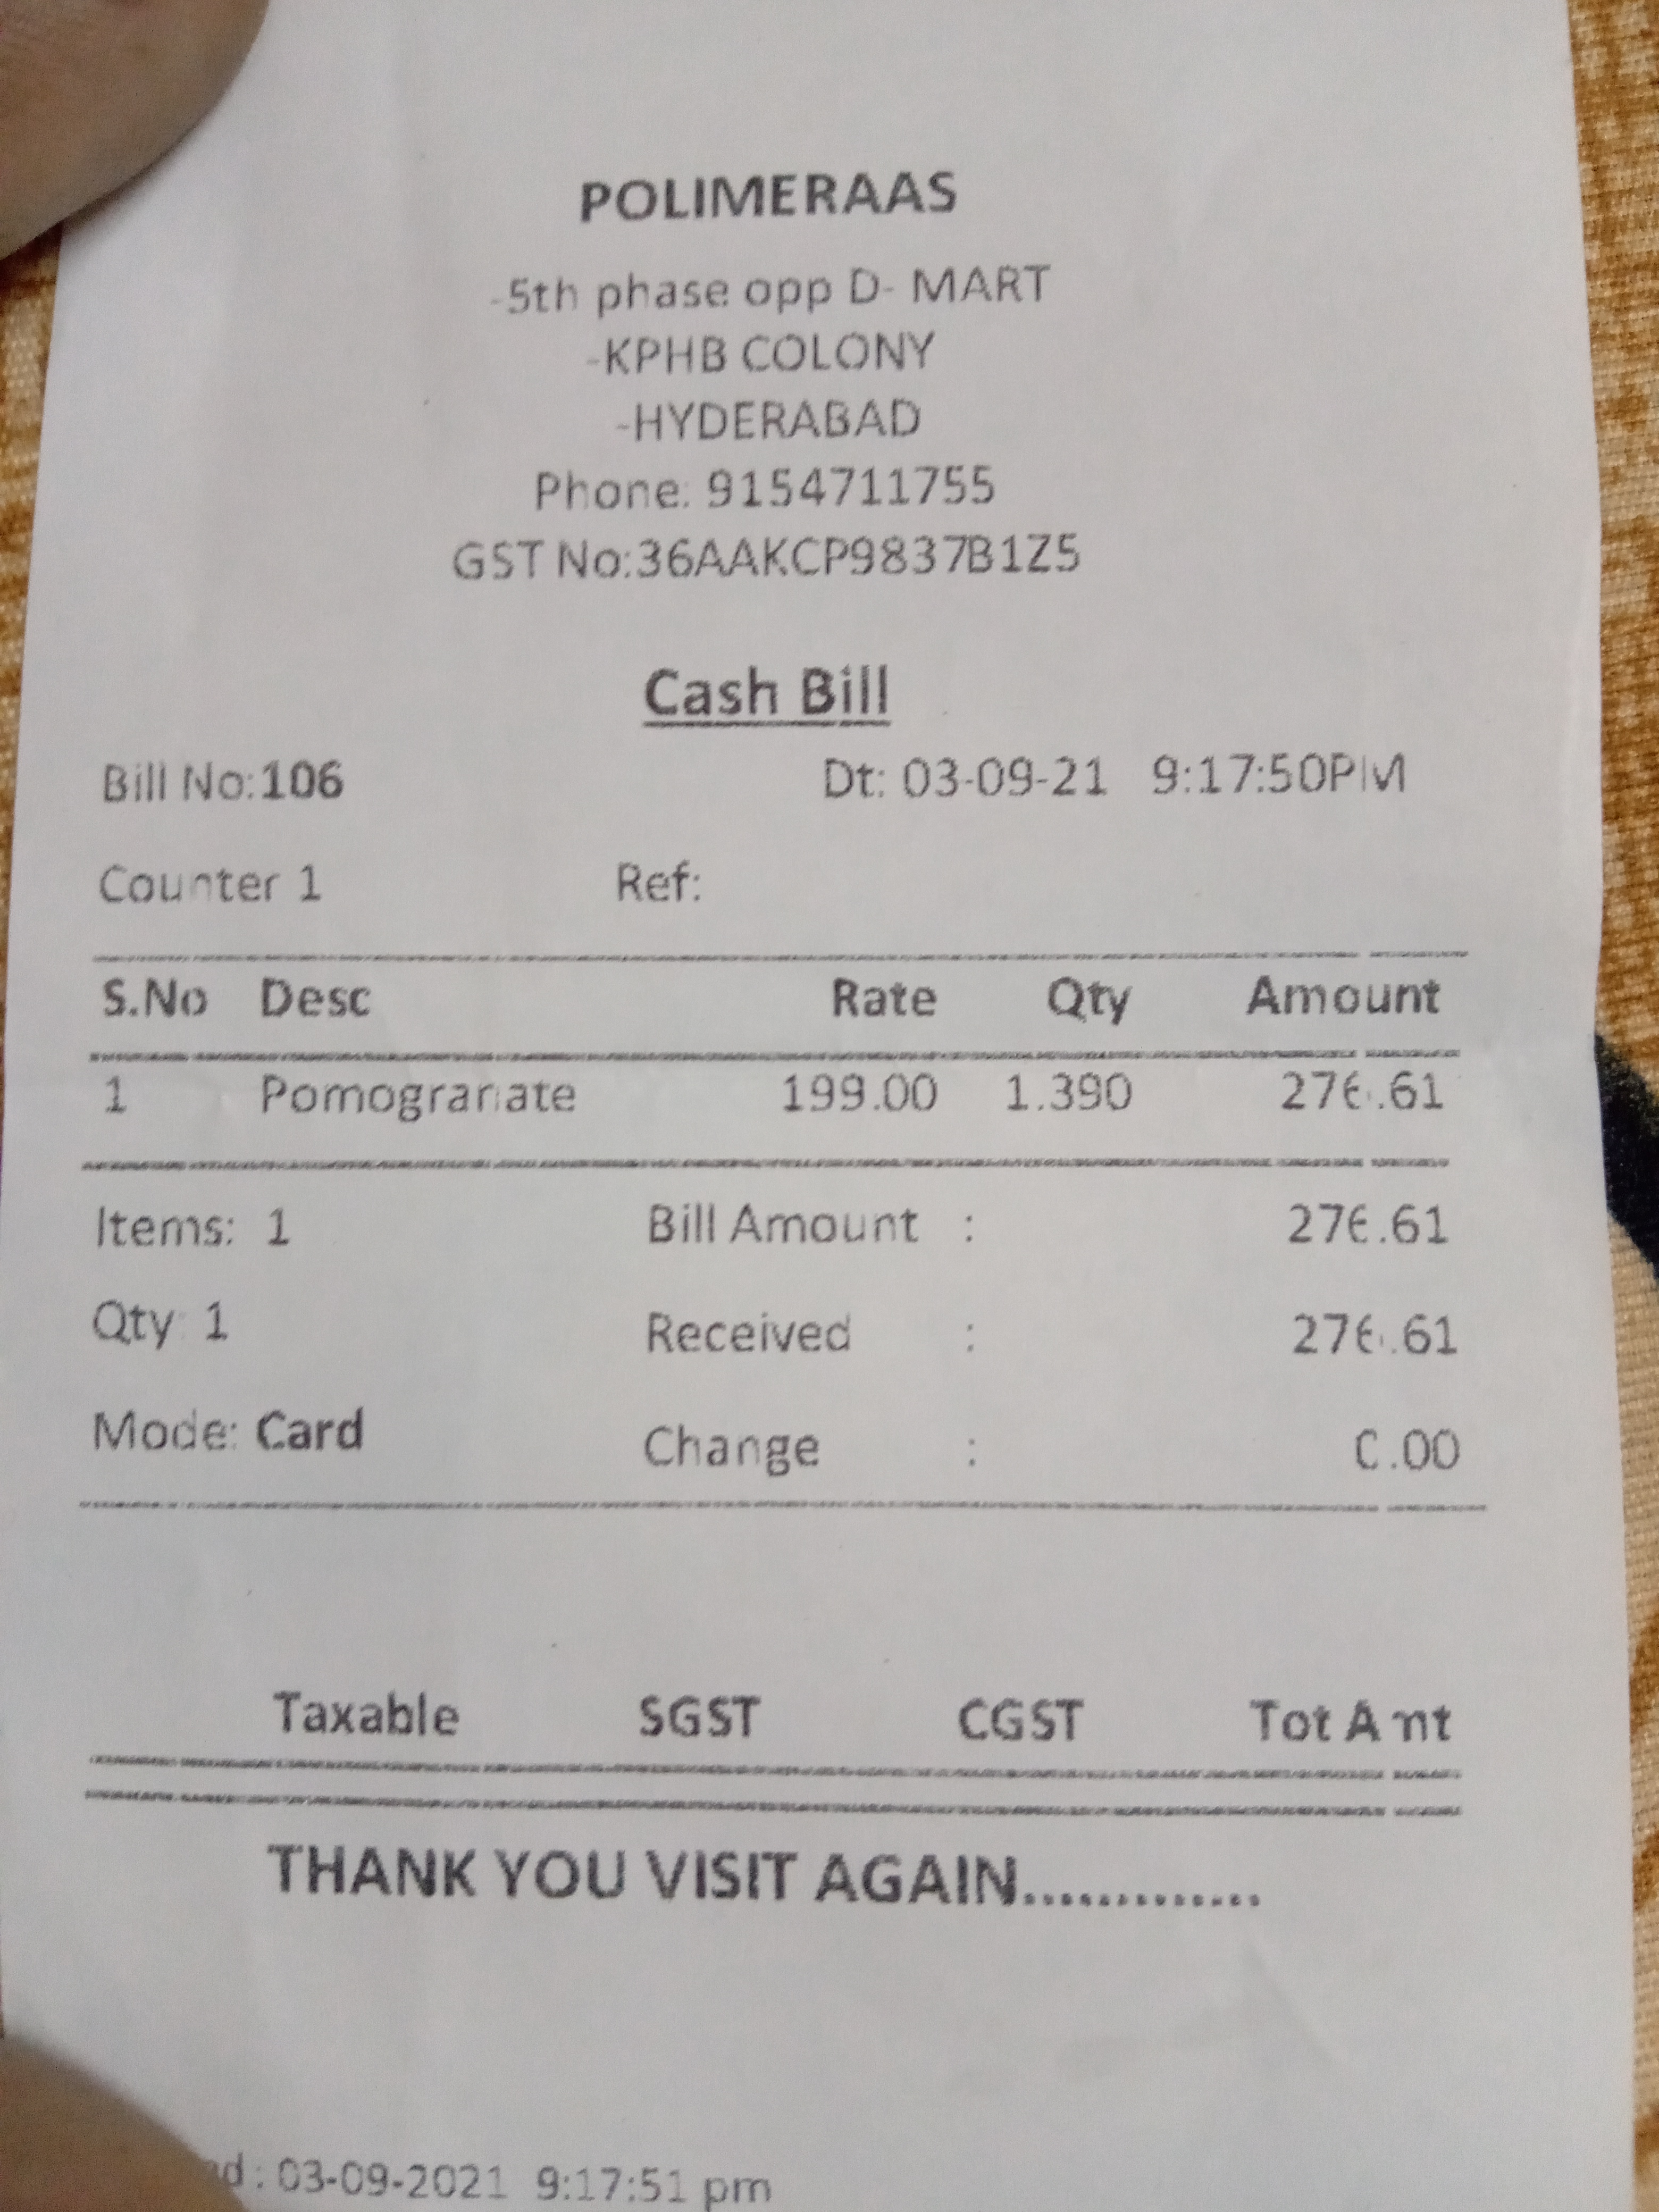 POLIMERAAS
-5th phase opp D- MART
-KPHB COLONY
-HYDERABAD
Phone: 9154711755
GST No:36AAKCP9837B1Z5
Cash Bill
Bill No:106 Dt: 03-09-21 9:17:50PM
Counter 1 Ref:
S.No Desc Rate Qty Amount
1 Pomogranate 199.00 1.390 276.61
Items: 1 Bill Amount : 276.61
Qty: 1 Received : 276.61
Mode: Card Change : 0.00
Taxable SGST CGST Tot Amt
THANK YOU VISIT AGAIN.............
: 03-09-2021 9:17:51 pm